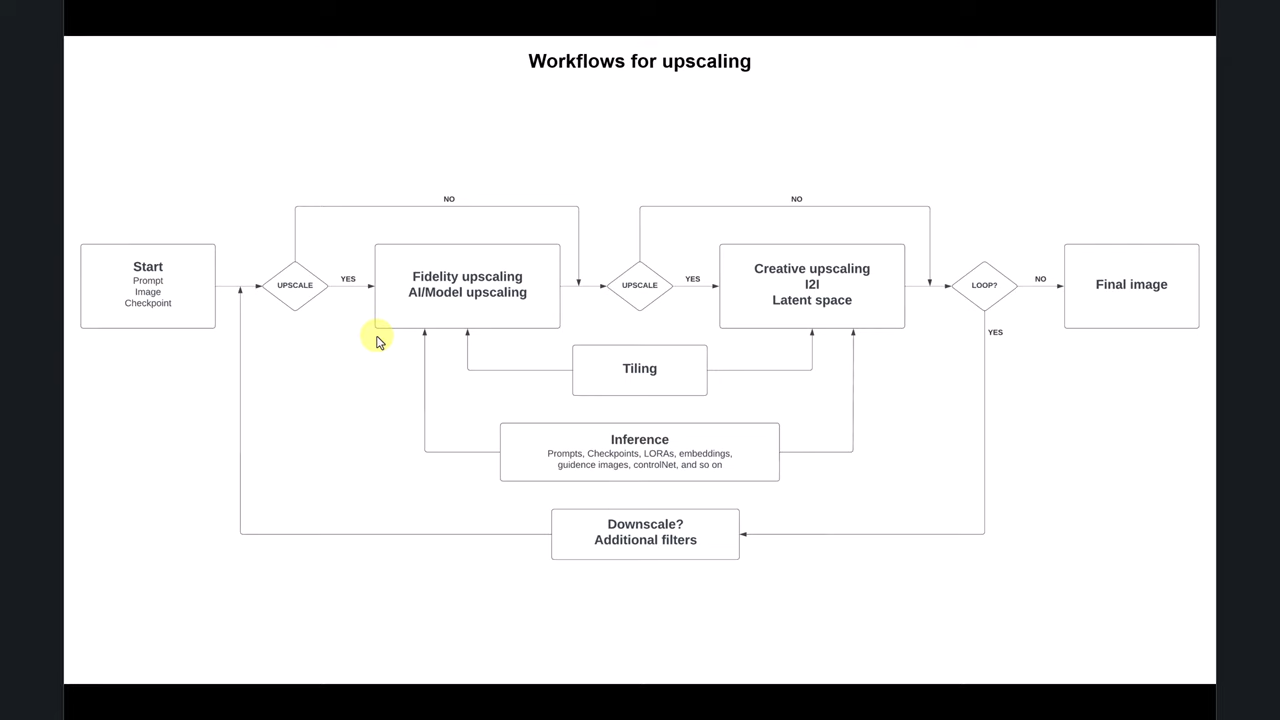 Workflows for upscaling
NO
NO
Start
Prompt
Image
Checkpoint
UPSCALE
YES
Fidelity upscaling
AI/Model upscaling
UPSCALE
YES
Creative upscaling
I2I
Latent space
LOOP?
NO
Final image
YES
Tiling
Inference
Prompts, Checkpoints, LORAs, embeddings,
guidence images, controlNet, and so on
Downscale?
Additional filters